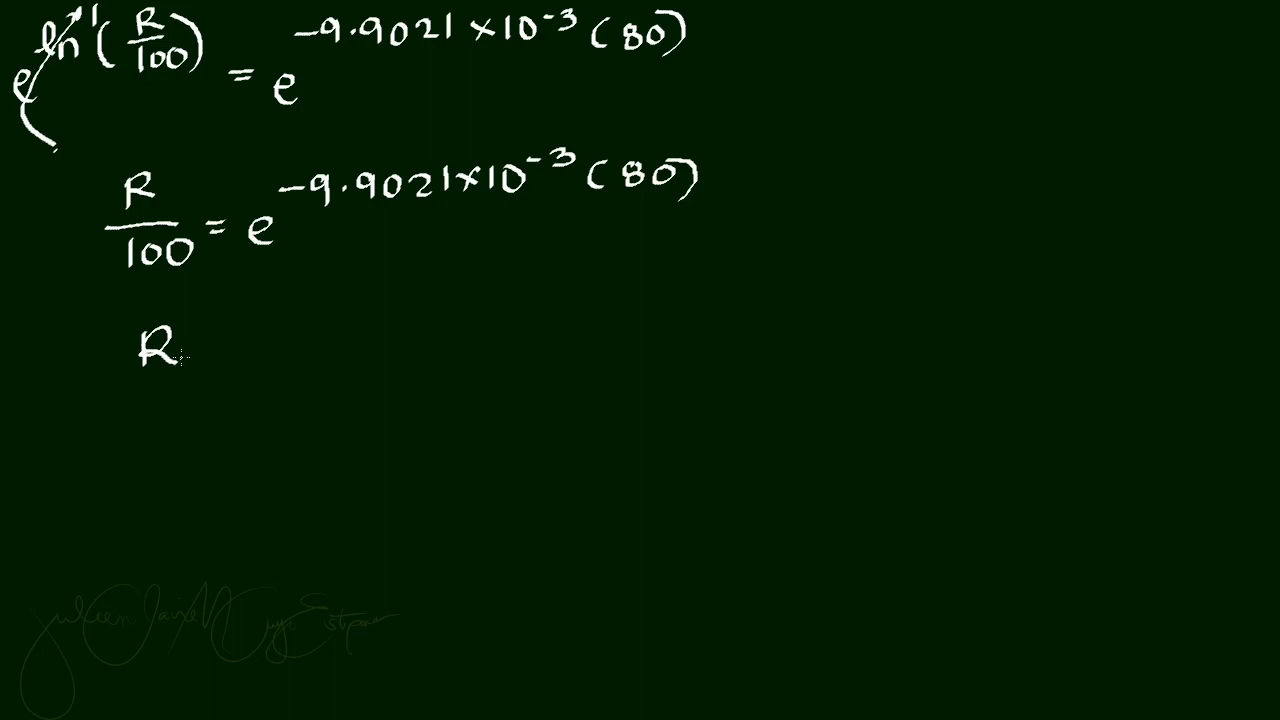 e^{ln(R/100)} = e^{-9.9021×10^{-3}(80)}
R/100 = e^{-9.9021×10^{-3}(80)}
R